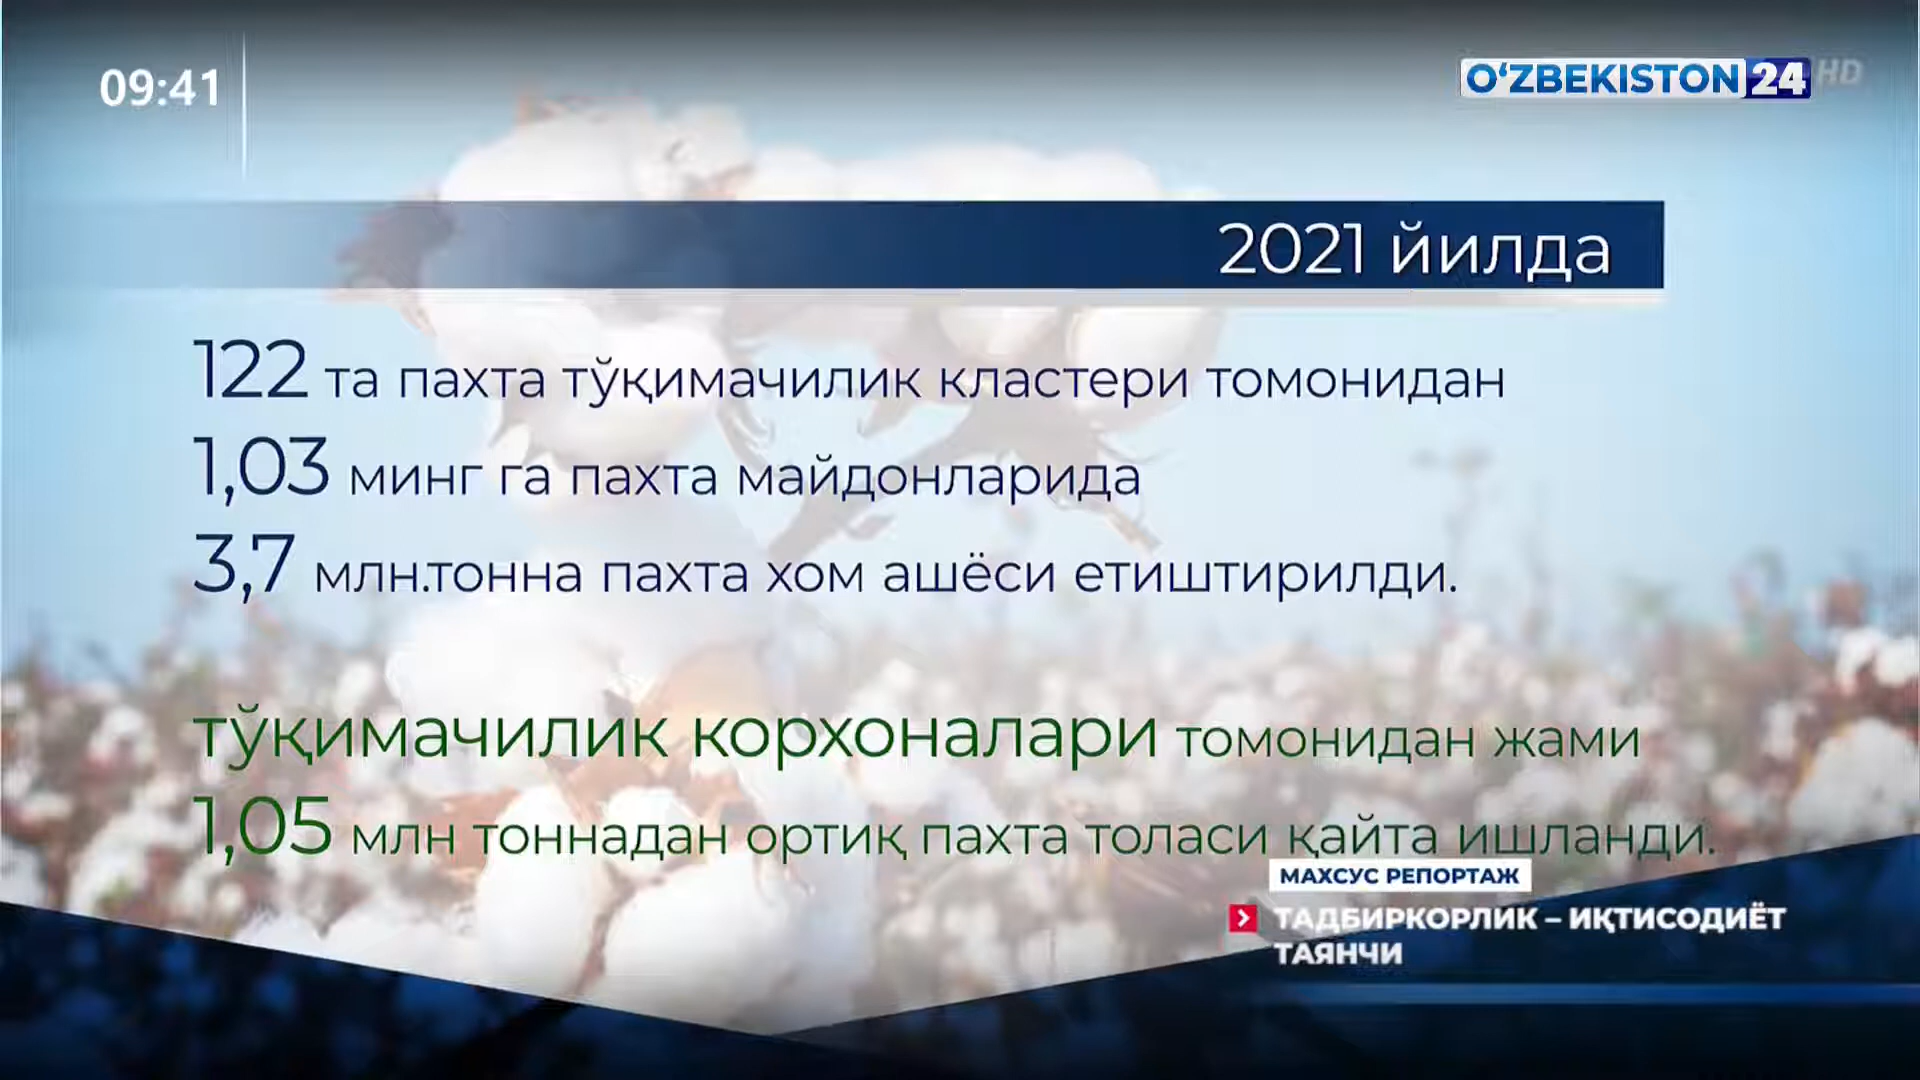 09:41
O‘ZBEKISTON 24 HD
2021 йилда
122 та пахта тўқимачилик кластери томонидан
1,03 минг га пахта майдонларида
3,7 млн.тонна пахта хом ашёси етиштирилди.
тўқимачилик корхоналари томонидан жами
1,05 млн тоннадан ортиқ пахта толаси қайта ишланди.
МАХСУС РЕПОРТАЖ
ТАДБИРКОРЛИК – ИҚТИСОДИЁТ
ТАЯНЧИ